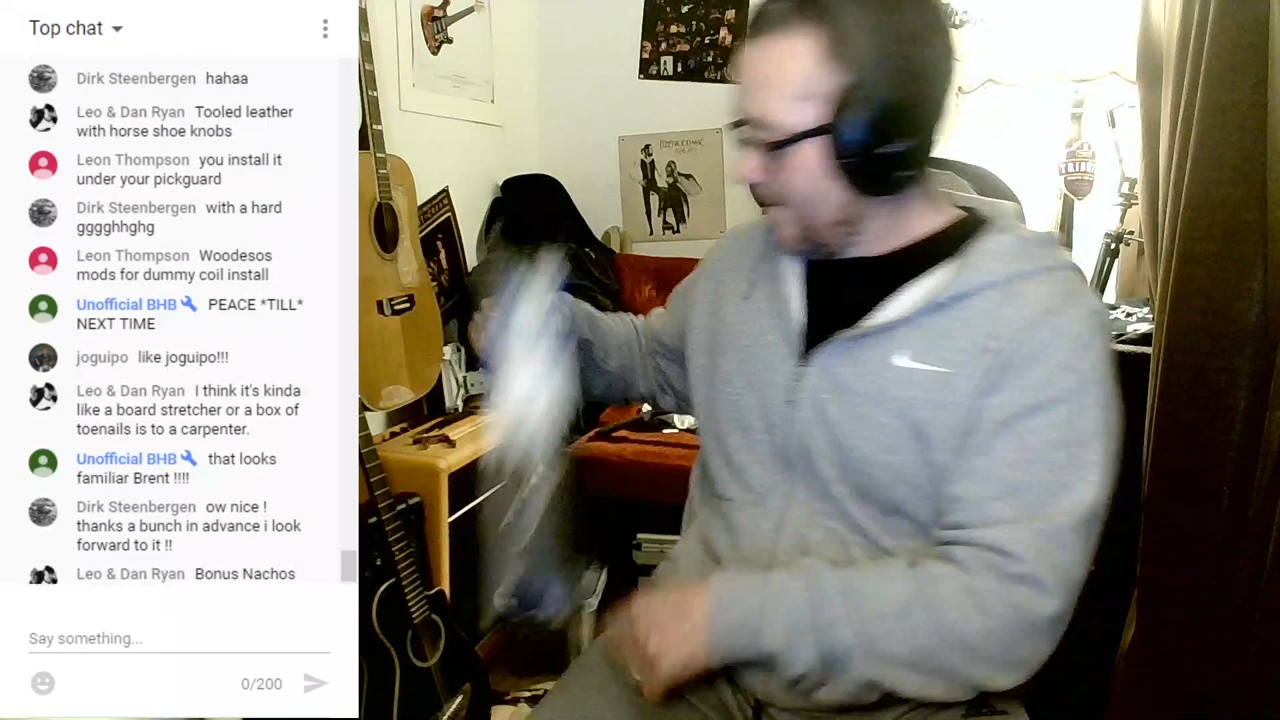 Top chat
Dirk Steenbergen hahaa
Leo & Dan Ryan Tooled leather
with horse shoe knobs
Leon Thompson you install it
under your pickguard
Dirk Steenbergen with a hard
gggghhghg
Leon Thompson Woodesos
mods for dummy coil install
Unofficial BHB PEACE *TILL*
NEXT TIME
joguipo like joguipo!!!
Leo & Dan Ryan I think it's kinda
like a board stretcher or a box of
toenails is to a carpenter.
Unofficial BHB that looks
familiar Brent !!!!
Dirk Steenbergen ow nice !
thanks a bunch in advance i look
forward to it !!
Leo & Dan Ryan Bonus Nachos
Say something...
0/200
FLEETWOOD MAC
TRIBUTE